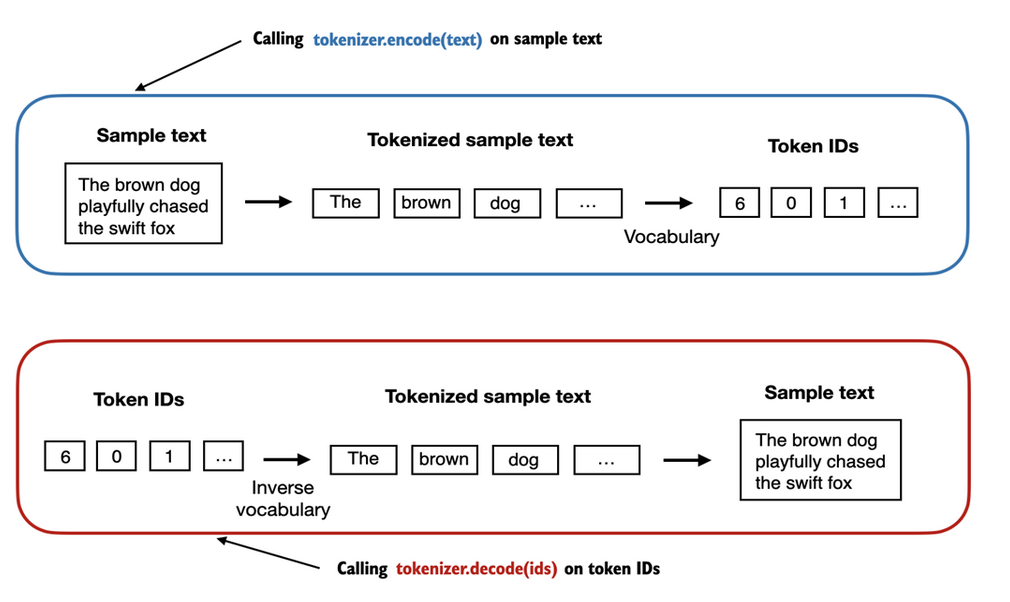 Calling tokenizer.encode(text) on sample text
Sample text
Tokenized sample text
Token IDs
The brown dog
playfully chased
the swift fox
The
brown
dog
...
Vocabulary
6
0
1
...
Token IDs
Tokenized sample text
Sample text
6
0
1
...
Inverse
vocabulary
The
brown
dog
...
The brown dog
playfully chased
the swift fox
Calling tokenizer.decode(ids) on token IDs